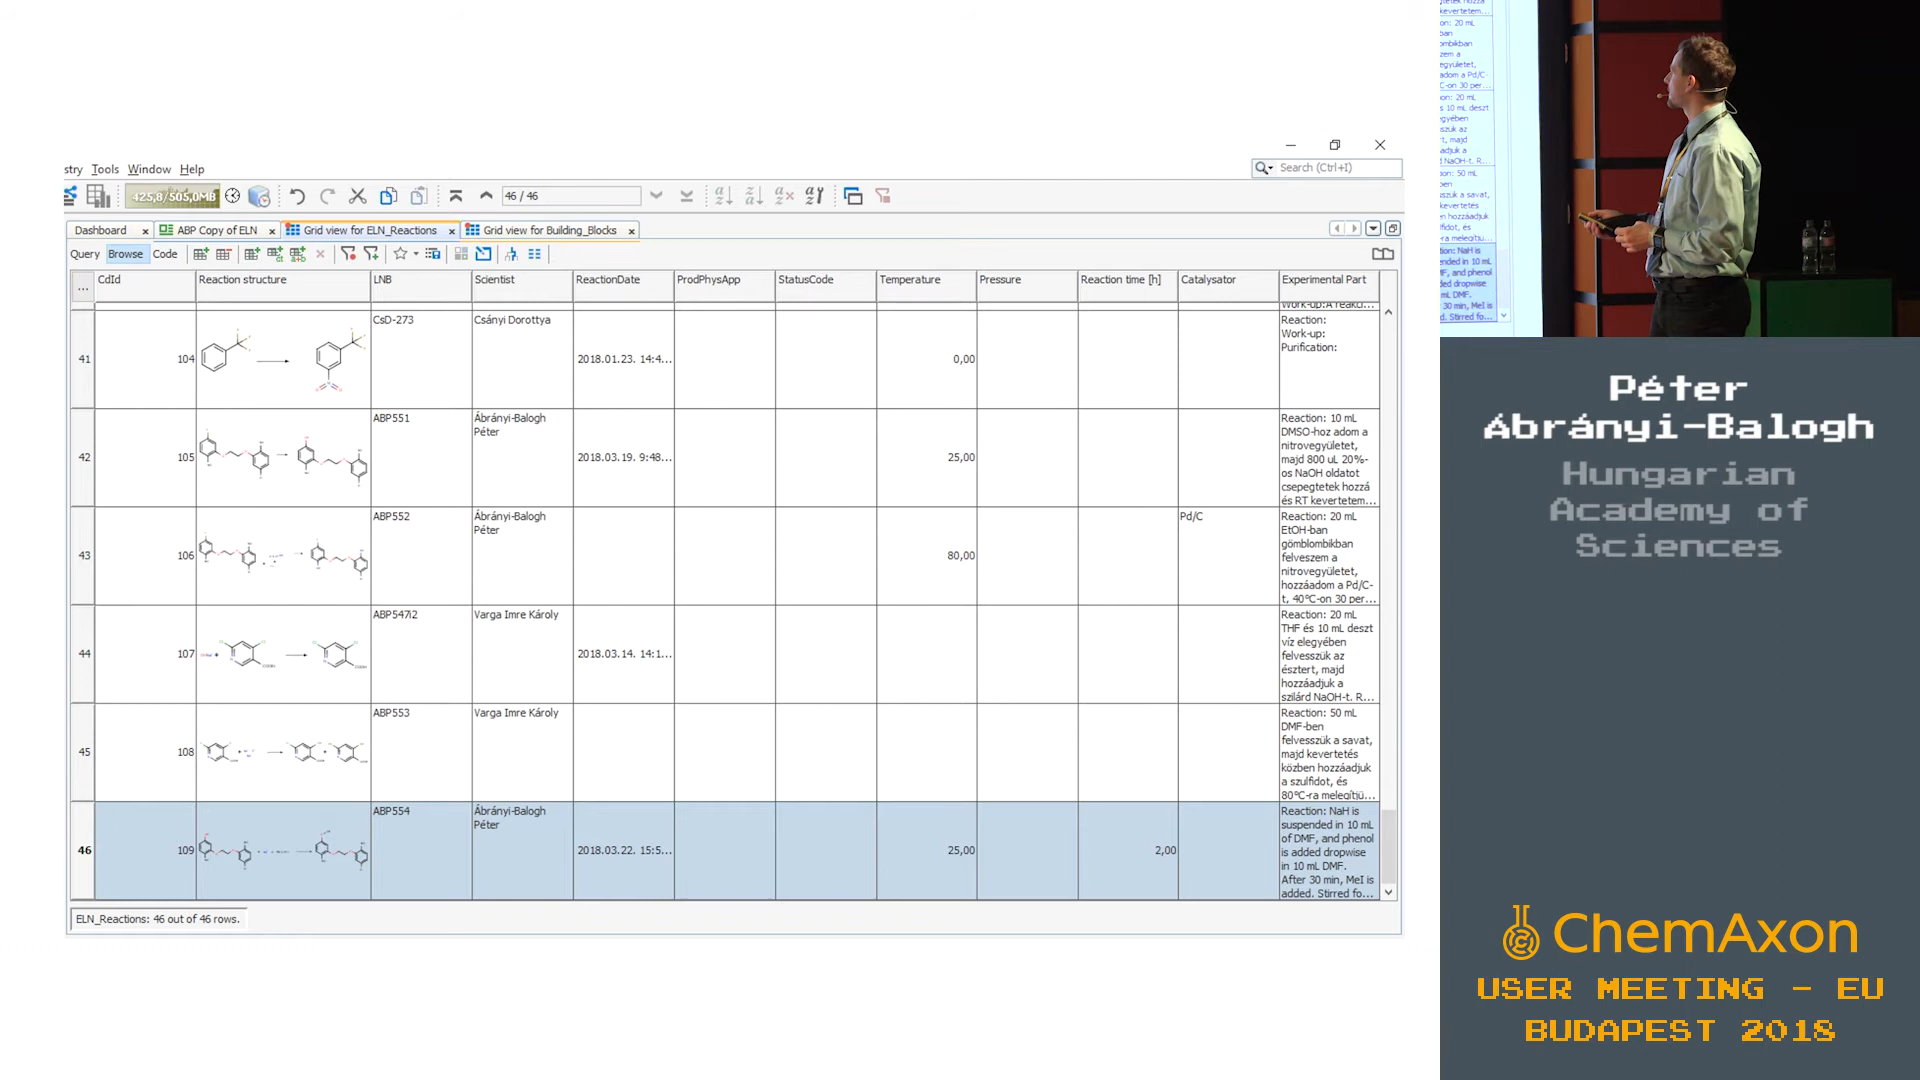 stry Tools Window Help
Search (Ctrl+I)
425,8/505,0MB
46 / 46
Dashboard
ABP Copy of ELN
Grid view for ELN_Reactions
Grid view for Building_Blocks
Query Browse Code
... CdId Reaction structure LNB Scientist ReactionDate ProdPhysApp StatusCode Temperature Pressure Reaction time [h] Catalysator Experimental Part
41 104 CsD-273 Csányi Dorottya 2018.01.23. 14:4... 0,00
Reaction:
Work-up:
Purification:
42 105 ABP551 Ábrányi-Balogh
Péter
2018.03.19. 9:48... 25,00
Reaction: 10 mL
DMSO-hoz adom a
nitrovegyületet,
majd 800 uL 20%-
os NaOH oldatot
csepegtetek hozzá
és RT kevertetem...
43 106 ABP552 Ábrányi-Balogh
Péter
80,00 Pd/C
Reaction: 20 mL
EtOH-ban
gömblombikban
felveszem a
nitrovegyületet,
hozzáadom a Pd/C-
t, 40°C-on 30 per...
44 107 ABP547i2 Varga Imre Károly 2018.03.14. 14:1...
Reaction: 20 mL
THF és 10 mL deszt
víz elegyében
felvesszük az
észtert, majd
hozzáadjuk a
szilárd NaOH-t. R...
45 108 ABP553 Varga Imre Károly
Reaction: 50 mL
DMF-ben
felvesszük a savat,
majd kevertetés
közben hozzáadjuk
a szulfidot, és
80°C-ra melegítjü...
46 109 ABP554 Ábrányi-Balogh
Péter
2018.03.22. 15:5... 25,00 2,00
Reaction: NaH is
suspended in 10 mL
of DMF, and phenol
is added dropwise
in 10 mL DMF.
After 30 min, MeI is
added. Stirred fo...
ELN_Reactions: 46 out of 46 rows.
Péter
Ábrányi-Balogh
Hungarian
Academy of
Sciences
ChemAxon
USER MEETING - EU
BUDAPEST 2018